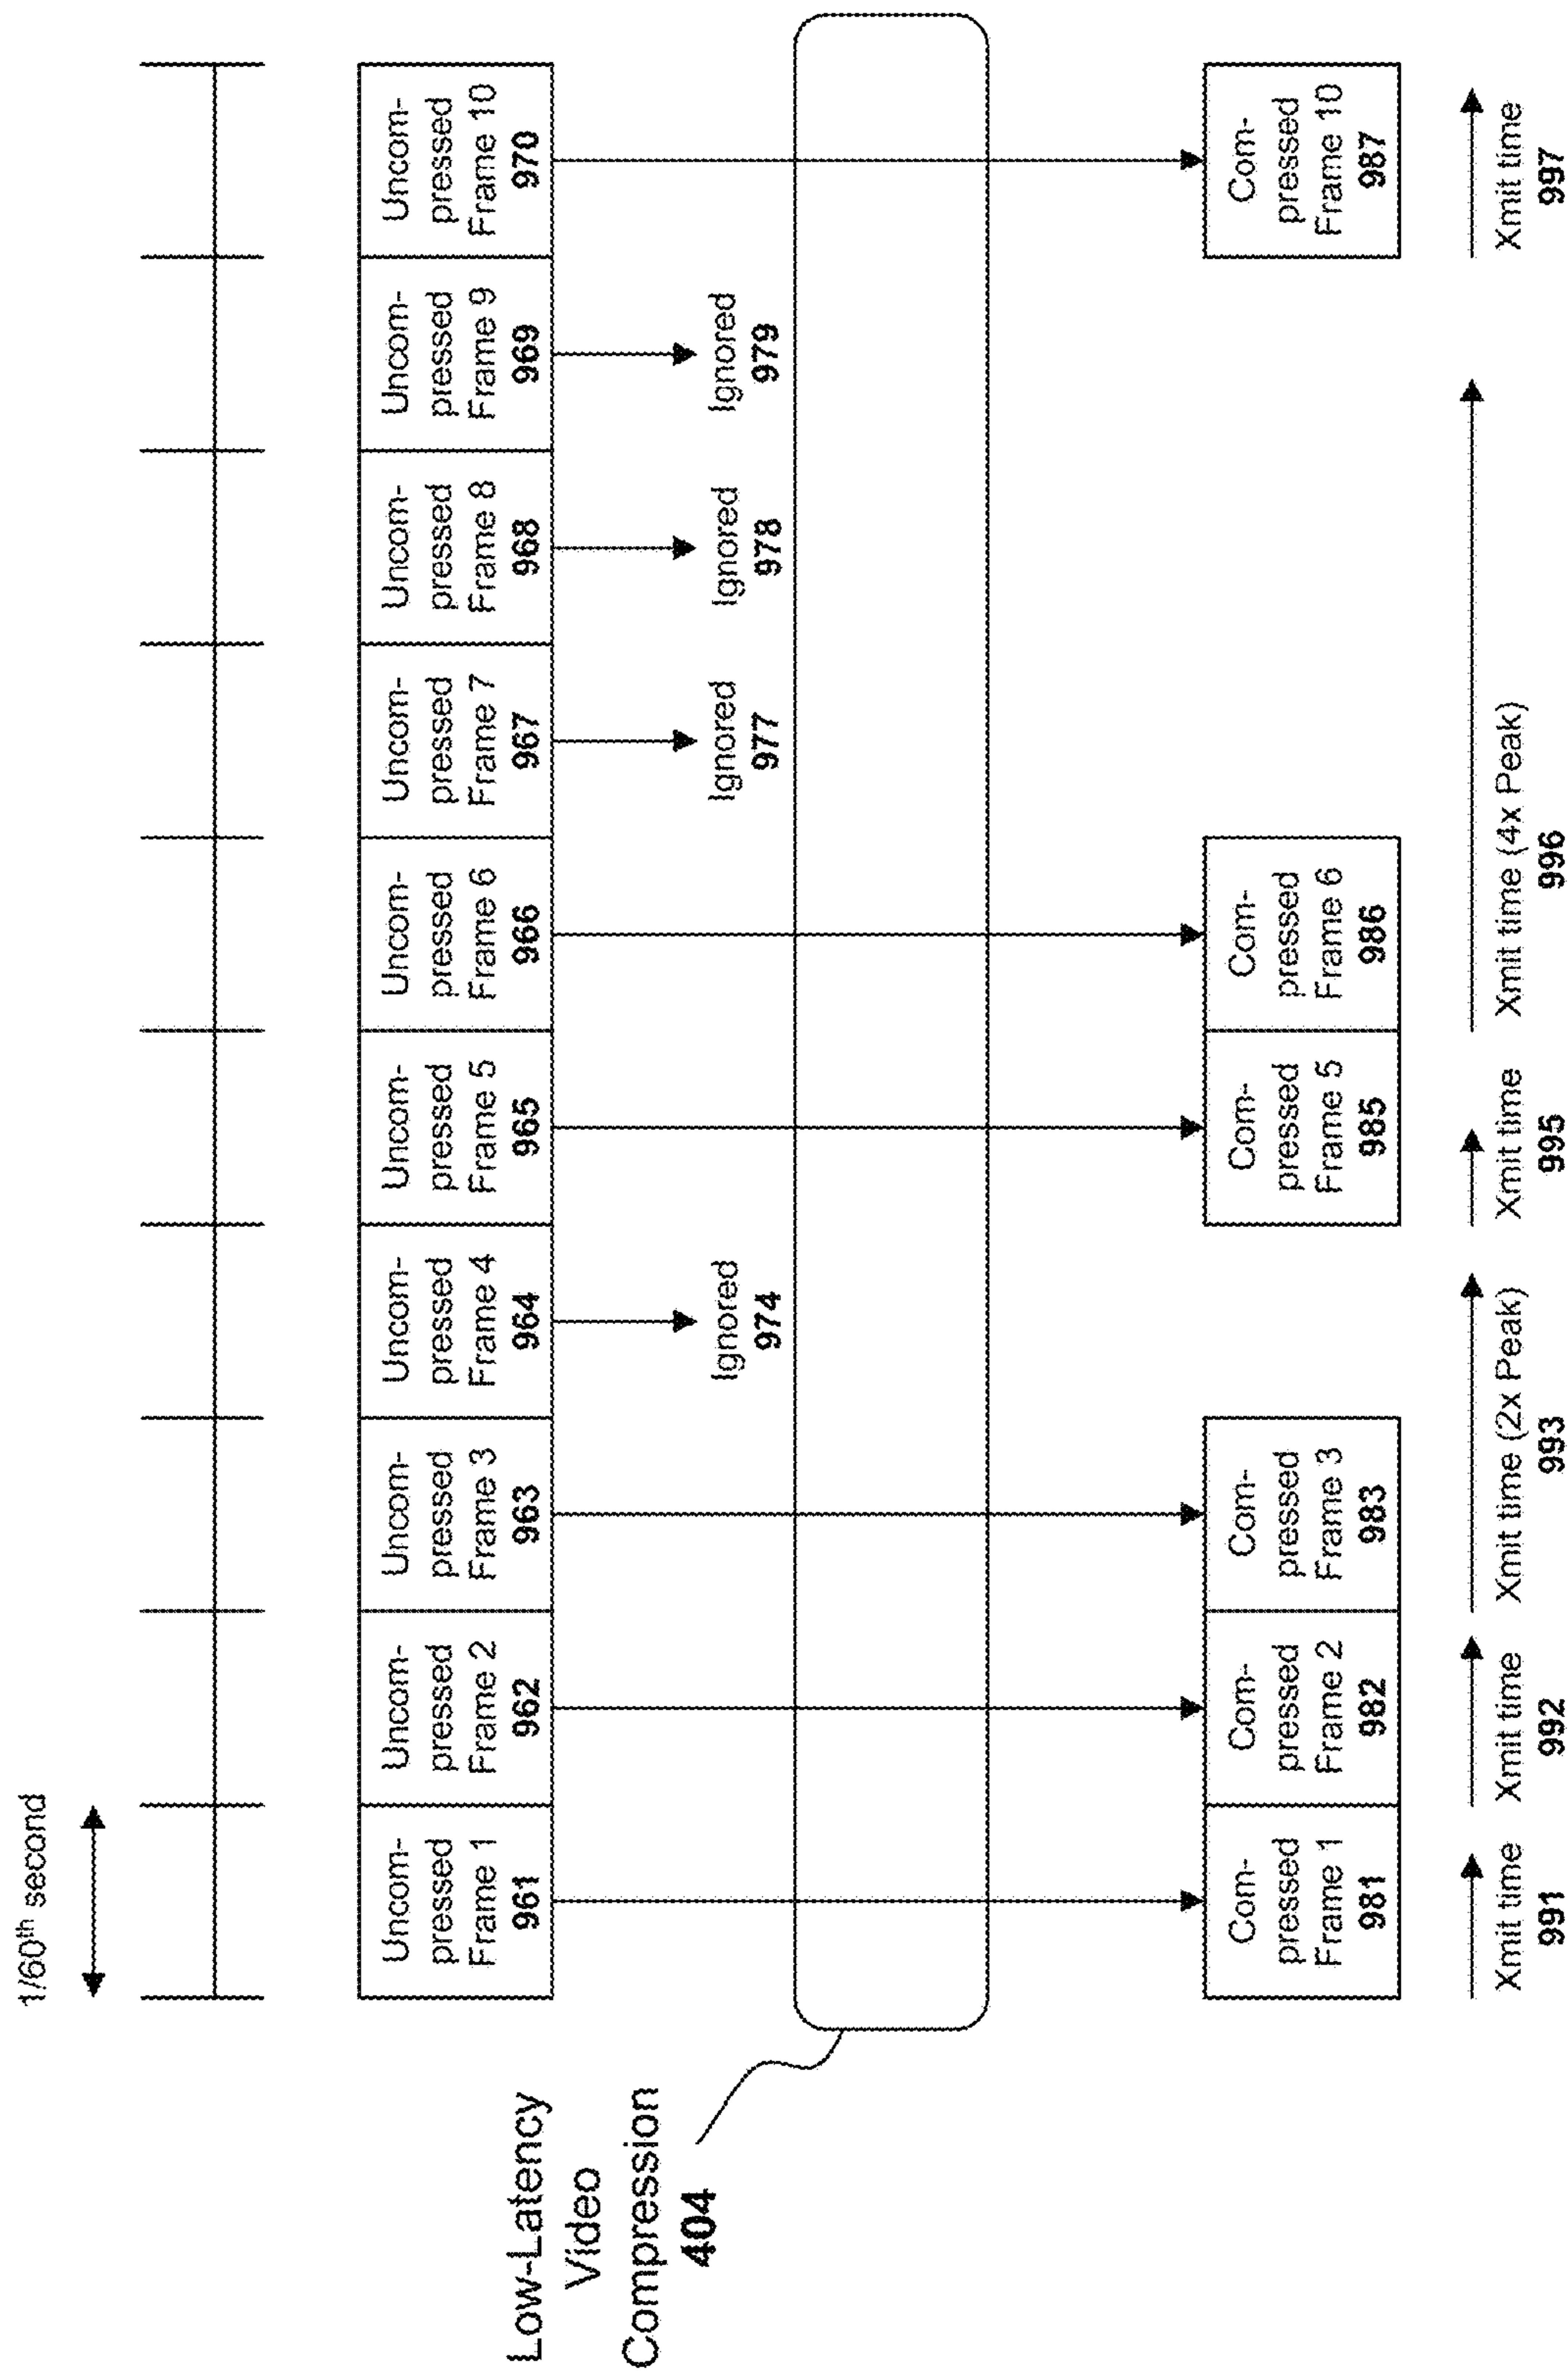 1/60th second
Uncom-
pressed
Frame 1
961
Uncom-
pressed
Frame 2
962
Uncom-
pressed
Frame 3
963
Uncom-
pressed
Frame 4
964
Uncom-
pressed
Frame 5
965
Uncom-
pressed
Frame 6
966
Uncom-
pressed
Frame 7
967
Uncom-
pressed
Frame 8
968
Uncom-
pressed
Frame 9
969
Uncom-
pressed
Frame 10
970
Ignored
974
Ignored
977
Ignored
978
Ignored
979
Low-Latency
Video
Compression
404
Com-
pressed
Frame 1
981
Com-
pressed
Frame 2
982
Com-
pressed
Frame 3
983
Com-
pressed
Frame 5
985
Com-
pressed
Frame 6
986
Com-
pressed
Frame 10
987
Xmit time
991
Xmit time
992
Xmit time (2x Peak)
993
Xmit time
995
Xmit time (4x Peak)
996
Xmit time
997